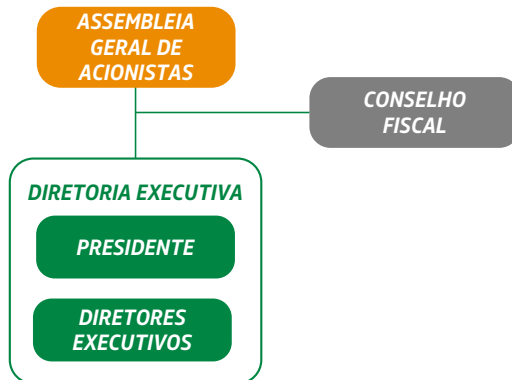 ASSEMBLEIA
GERAL DE
ACIONISTAS
CONSELHO
FISCAL
DIRETORIA EXECUTIVA
PRESIDENTE
DIRETORES
EXECUTIVOS